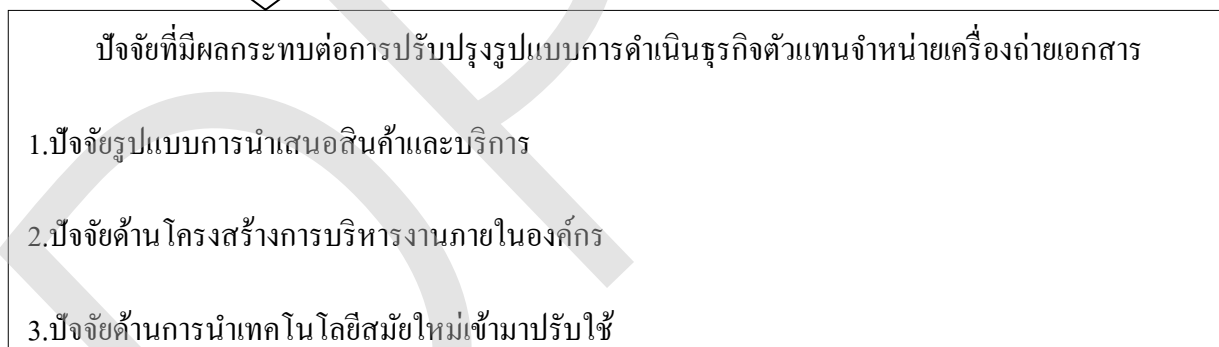 ปัจจัยที่มีผลกระทบต่อการปรับปรุงรูปแบบการดำเนินธุรกิจตัวแทนจำหน่ายเครื่องถ่ายเอกสาร
1.ปัจจัยรูปแบบการนำเสนอสินค้าและบริการ
2.ปัจจัยด้านโครงสร้างการบริหารงานภายในองค์กร
3.ปัจจัยด้านการนำเทคโนโลยีสมัยใหม่เข้ามาปรับใช้